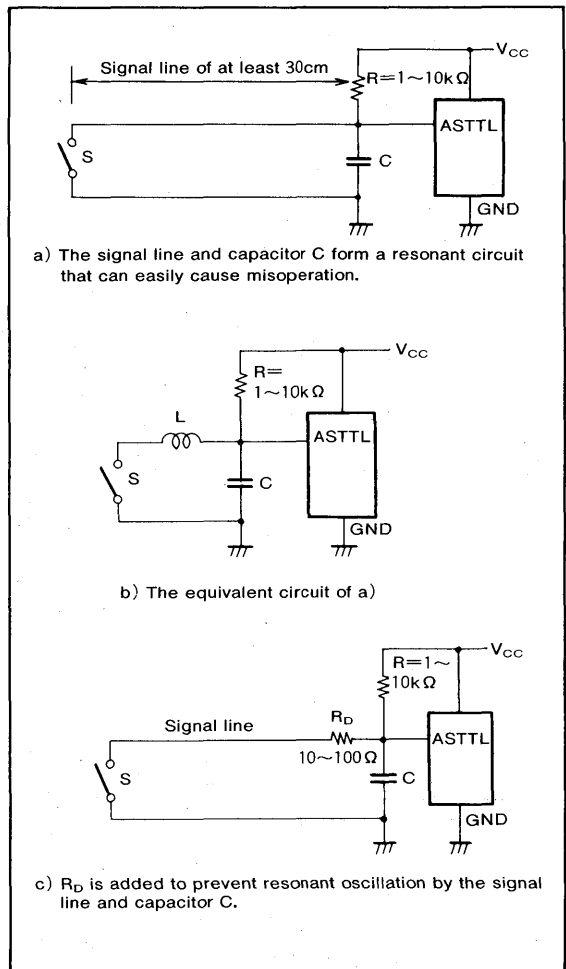 V_CC
Signal line of at least 30cm
R=1~10kΩ
ASTTL
S
C
GND
a) The signal line and capacitor C form a resonant circuit
that can easily cause misoperation.
V_CC
R=
1~10kΩ
L
ASTTL
S
C
GND
b) The equivalent circuit of a)
V_CC
R=1~
10kΩ
R_D
Signal line
ASTTL
10~100Ω
S
C
GND
c) R_D is added to prevent resonant oscillation by the signal
line and capacitor C.